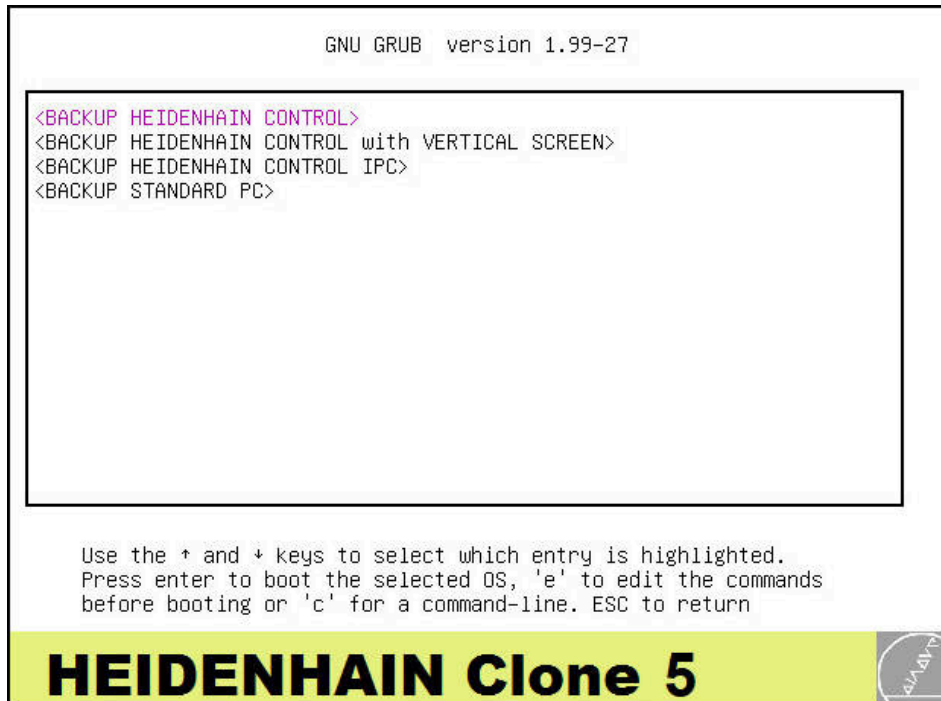 GNU GRUB version 1.99-27
<BACKUP HEIDENHAIN CONTROL>
<BACKUP HEIDENHAIN CONTROL with VERTICAL SCREEN>
<BACKUP HEIDENHAIN CONTROL IPC>
<BACKUP STANDARD PC>
Use the ↑ and ↓ keys to select which entry is highlighted.
Press enter to boot the selected OS, 'e' to edit the commands
before booting or 'c' for a command-line. ESC to return
HEIDENHAIN Clone 5